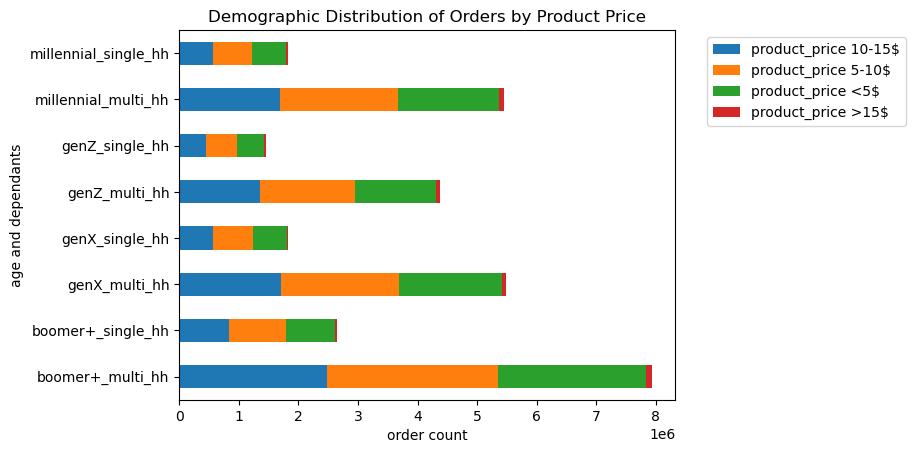 Demographic Distribution of Orders by Product Price
millennial_single_hh
millennial_multi_hh
genZ_single_hh
genZ_multi_hh
genX_single_hh
genX_multi_hh
boomer+_single_hh
boomer+_multi_hh
age and dependants
0 1 2 3 4 5 6 7 8
1e6
order count
product_price 10-15$
product_price 5-10$
product_price <5$
product_price >15$